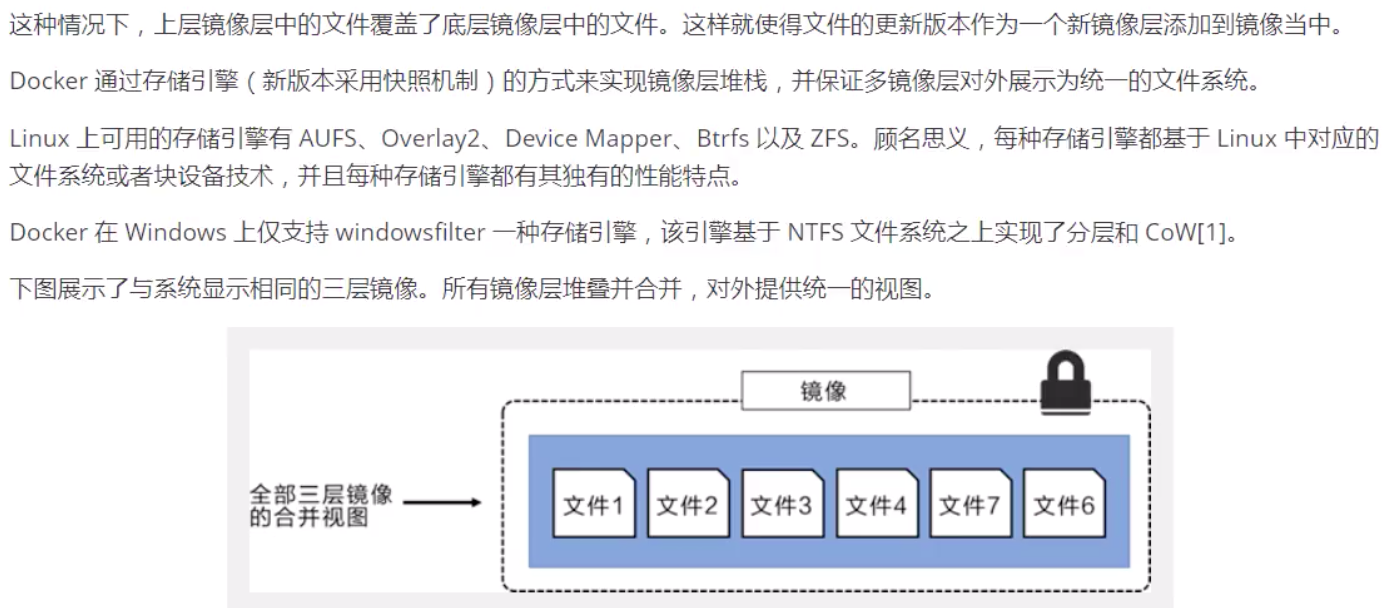 这种情况下，上层镜像层中的文件覆盖了底层镜像层中的文件。这样就使得文件的更新版本作为一个新镜像层添加到镜像当中。
Docker 通过存储引擎（新版本采用快照机制）的方式来实现镜像层堆栈，并保证多镜像层对外展示为统一的文件系统。
Linux 上可用的存储引擎有 AUFS、Overlay2、Device Mapper、Btrfs 以及 ZFS。顾名思义，每种存储引擎都基于 Linux 中对应的
文件系统或者块设备技术，并且每种存储引擎都有其独有的性能特点。
Docker 在 Windows 上仅支持 windowsfilter 一种存储引擎，该引擎基于 NTFS 文件系统之上实现了分层和 CoW[1]。
下图展示了与系统显示相同的三层镜像。所有镜像层堆叠并合并，对外提供统一的视图。
镜像
全部三层镜像
的合并视图
文件1 文件2 文件3 文件4 文件7 文件6